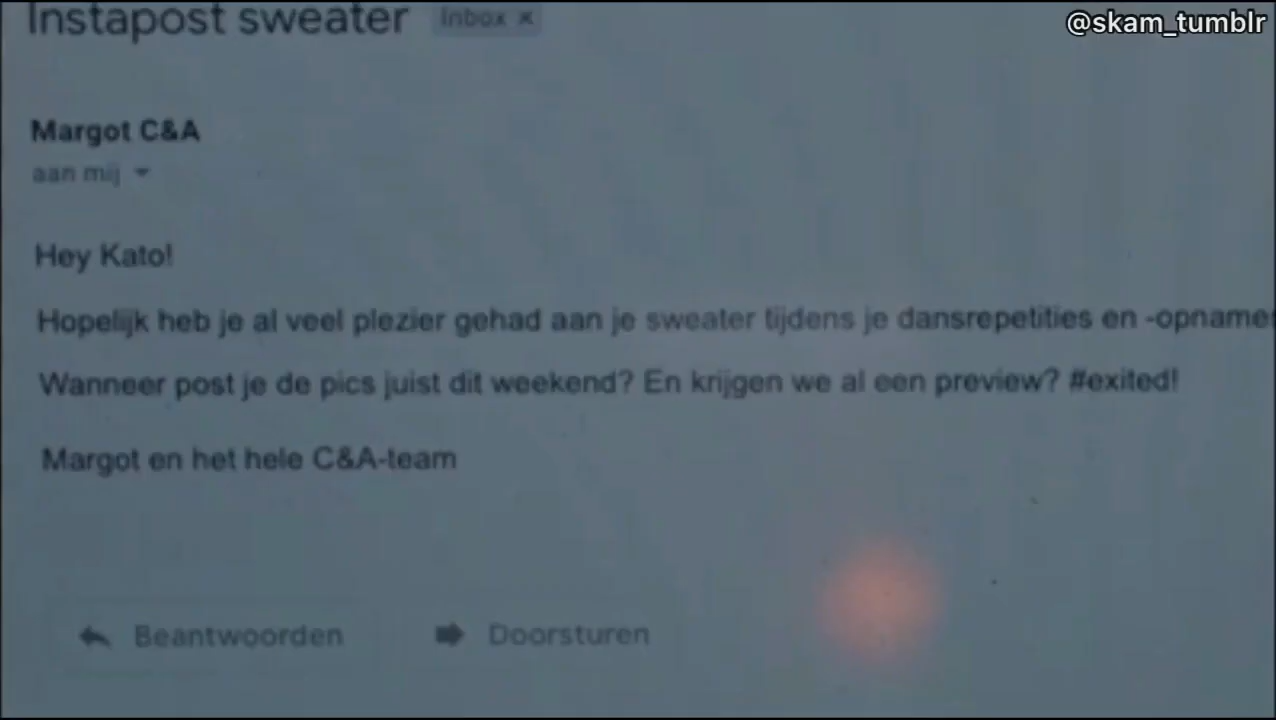 Instapost sweater Inbox ×
@skam_tumblr
Margot C&A
aan mij
Hey Kato!
Hopelijk heb je al veel plezier gehad aan je sweater tijdens je dansrepetities en -opnames
Wanneer post je de pics juist dit weekend? En krijgen we al een preview? #exited!
Margot en het hele C&A-team
Beantwoorden Doorsturen